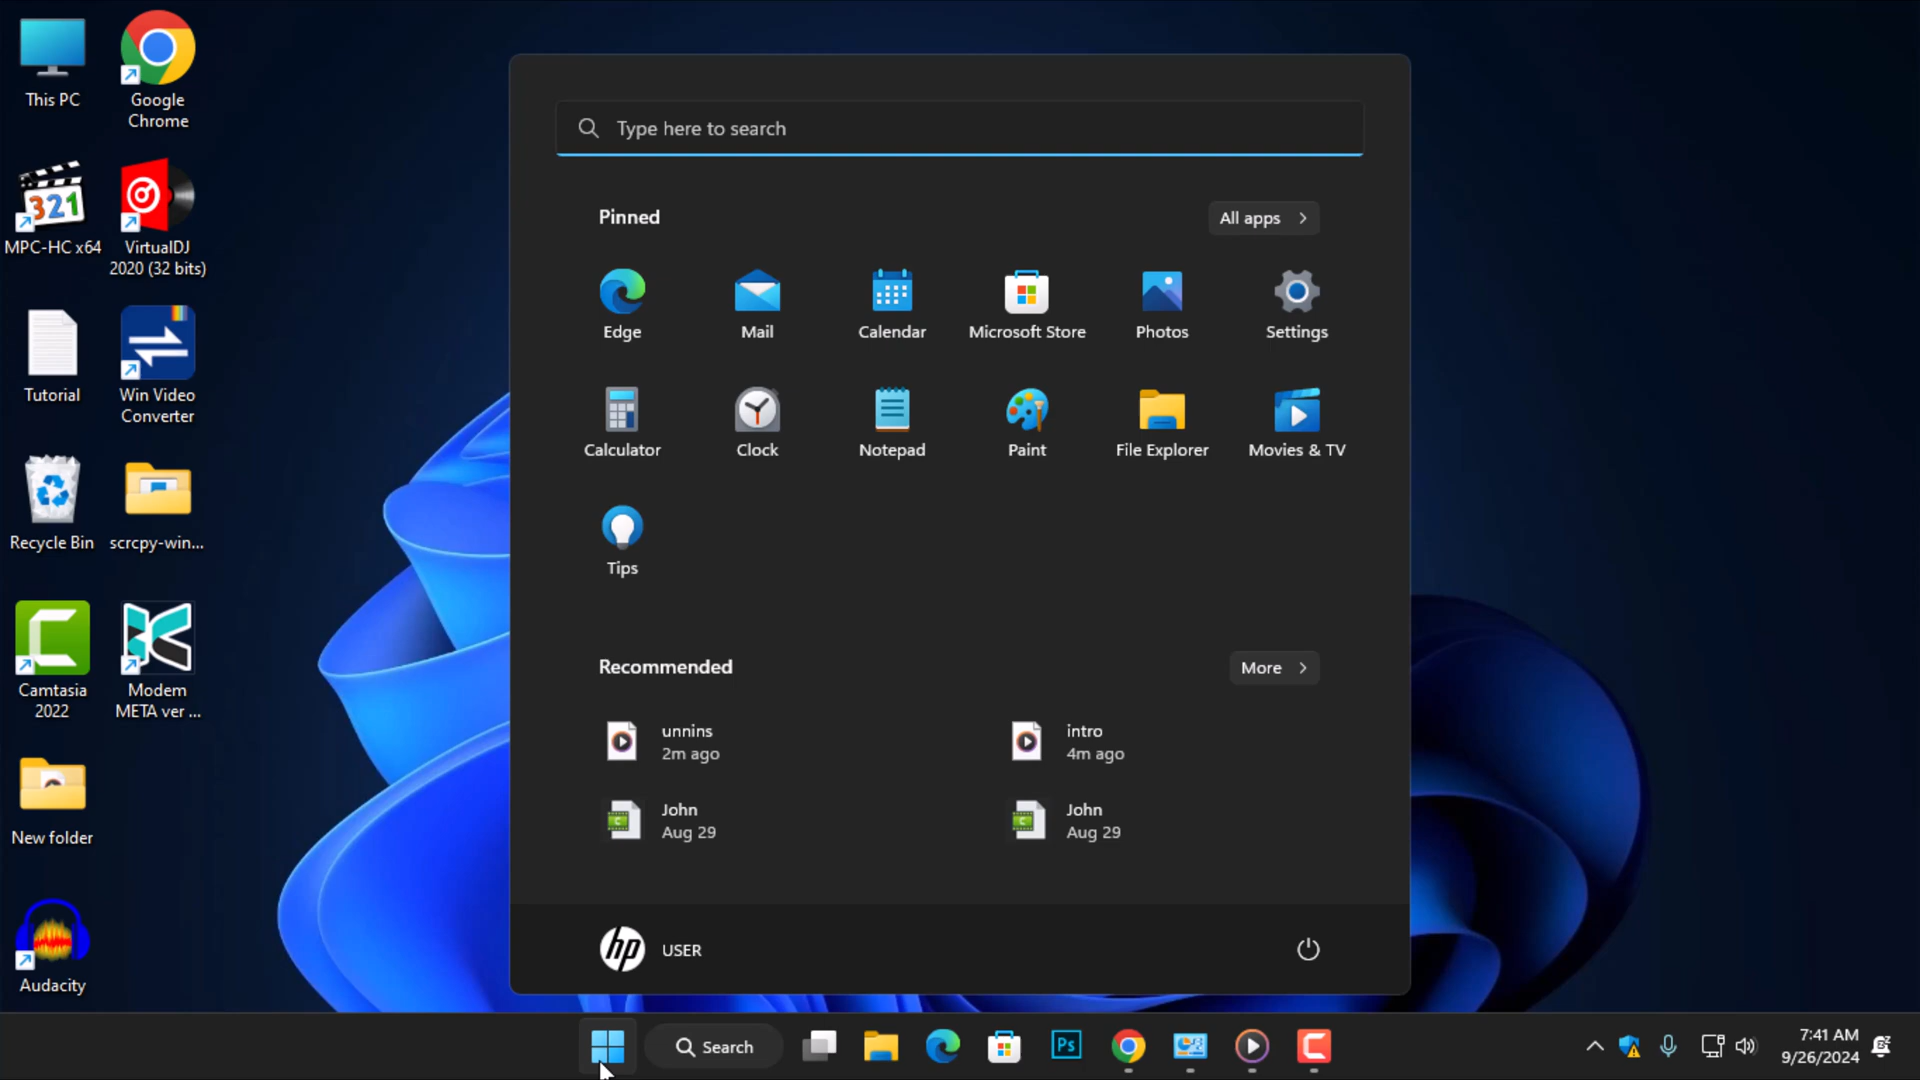 This PC
Google
Chrome
321
MPC-HC x64
VirtualDJ
2020 (32 bits)
Tutorial
Win Video
Converter
Recycle Bin
scrcpy-win...
Camtasia
2022
Modem
META ver ...
New folder
Audacity
Type here to search
Pinned
All apps
Edge
Mail
Calendar
Microsoft Store
Photos
Settings
Calculator
Clock
Notepad
Paint
File Explorer
Movies & TV
Tips
Recommended
More
unnins
2m ago
intro
4m ago
John
Aug 29
John
Aug 29
hp
USER
Search
Ps
7:41 AM
9/26/2024